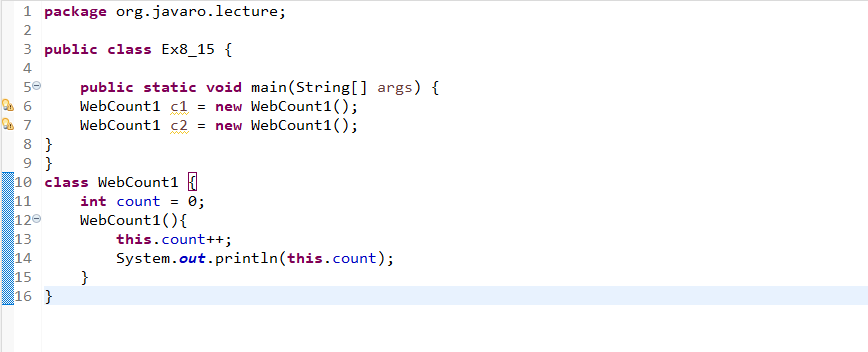 1 package org.javaro.lecture;
2
3 public class Ex8_15 {
4
5     public static void main(String[] args) {
6 WebCount1 c1 = new WebCount1();
7 WebCount1 c2 = new WebCount1();
8 }
9 }
10 class WebCount1 {
11     int count = 0;
12     WebCount1(){
13         this.count++;
14         System.out.println(this.count);
15     }
16 }